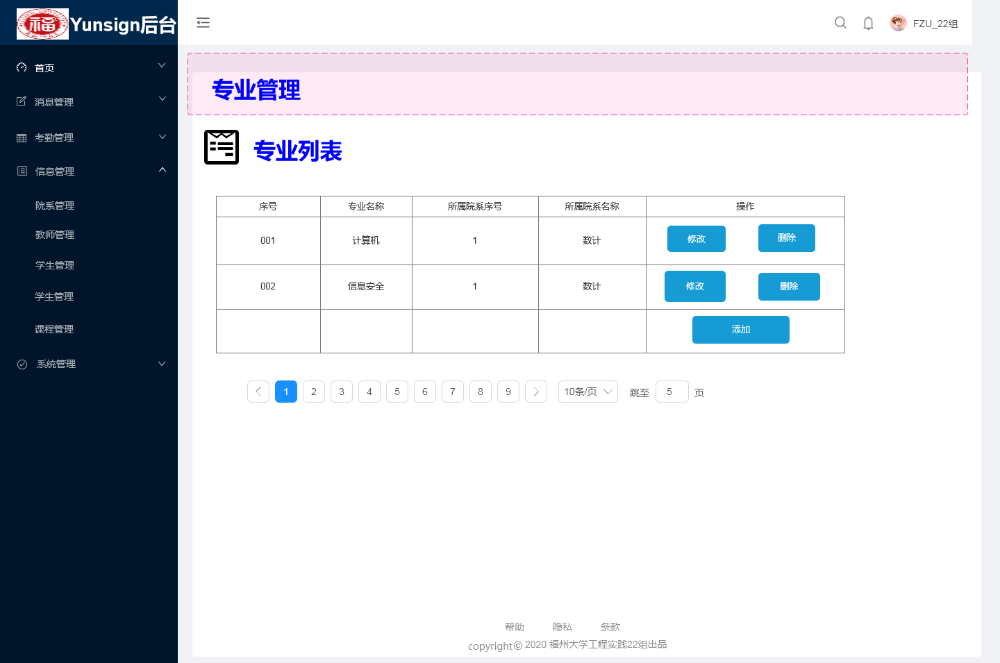 福
Yunsign后台
FZU_22组
首页
消息管理
考勤管理
信息管理
院系管理
教师管理
学生管理
学生管理
课程管理
系统管理
专业管理
专业列表
序号 专业名称 所属院系序号 所属院系名称 操作
001 计算机 1 数计 修改 删除
002 信息安全 1 数计 修改 删除
添加
1 2 3 4 5 6 7 8 9 10条/页 跳至 5 页
帮助 隐私 条款
copyright© 2020 福州大学工程实践22组出品